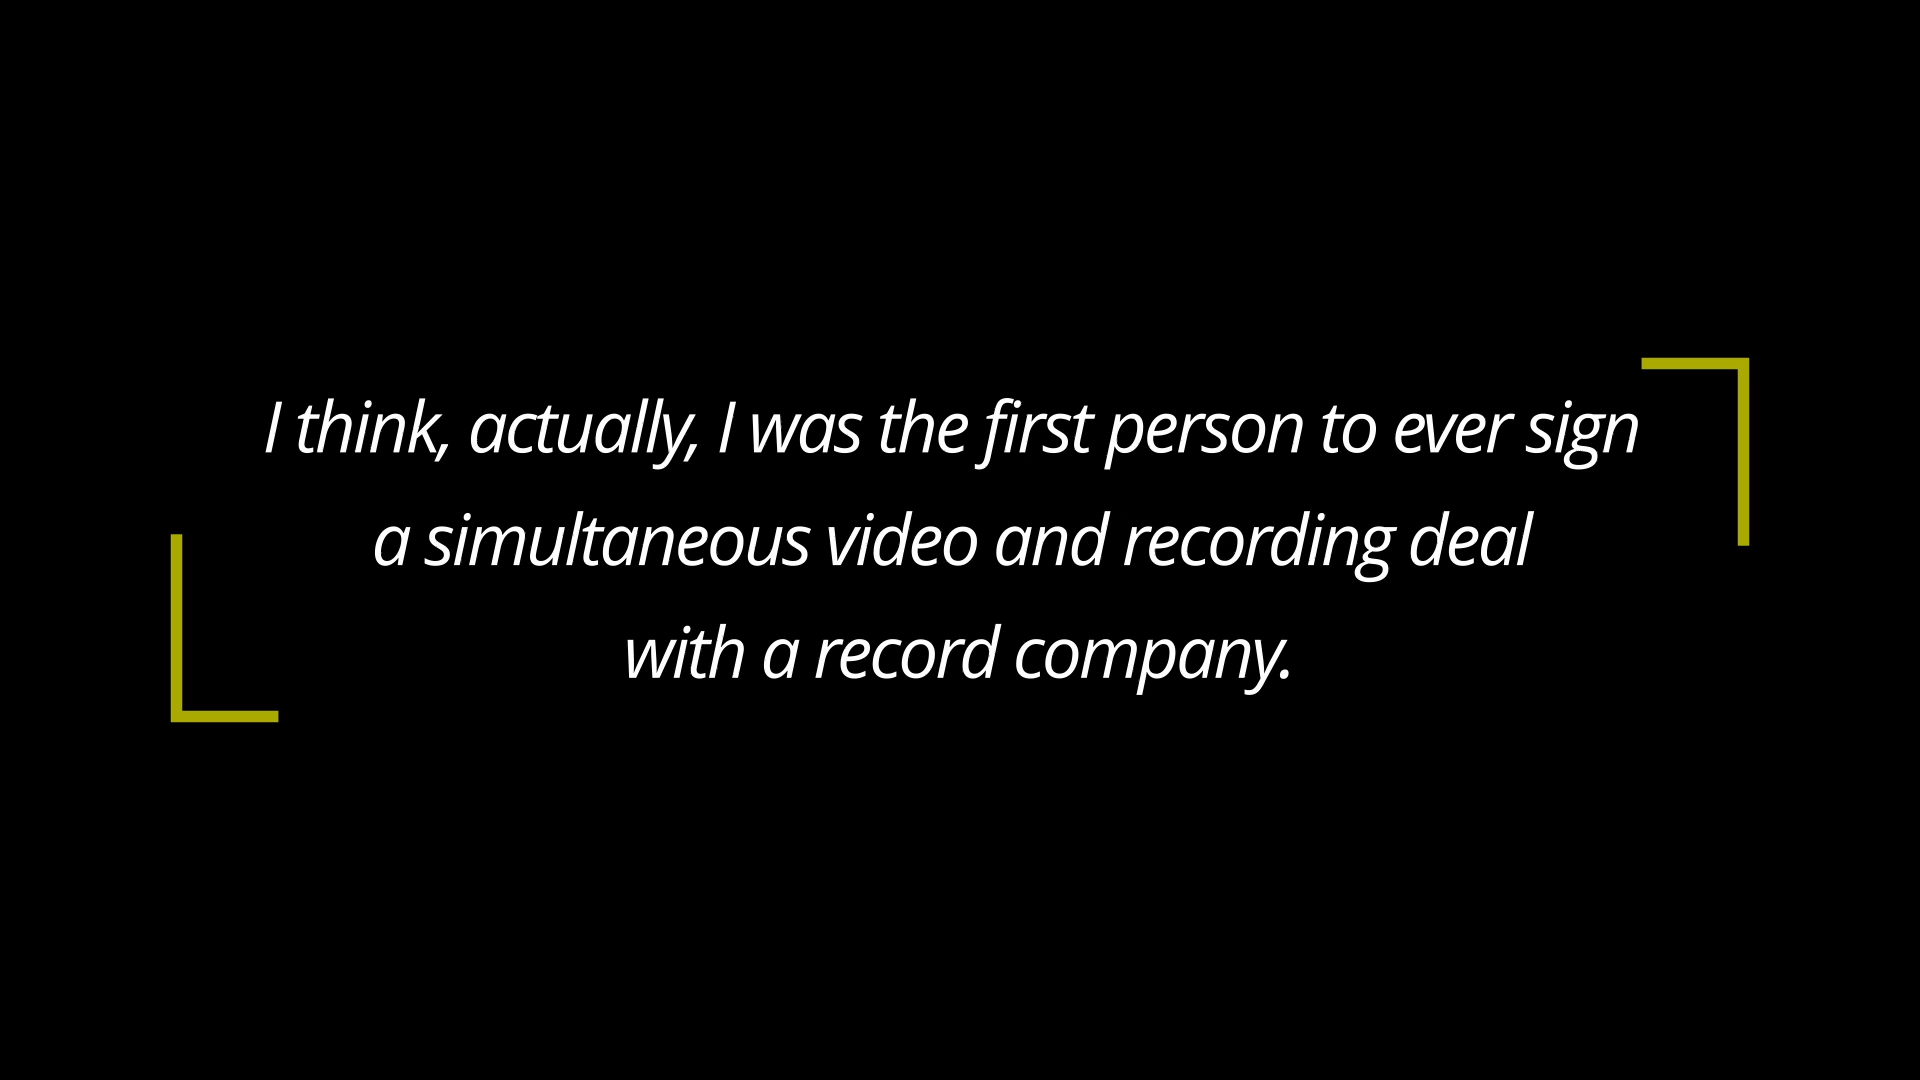 I think, actually, I was the first person to ever sign
a simultaneous video and recording deal
with a record company.